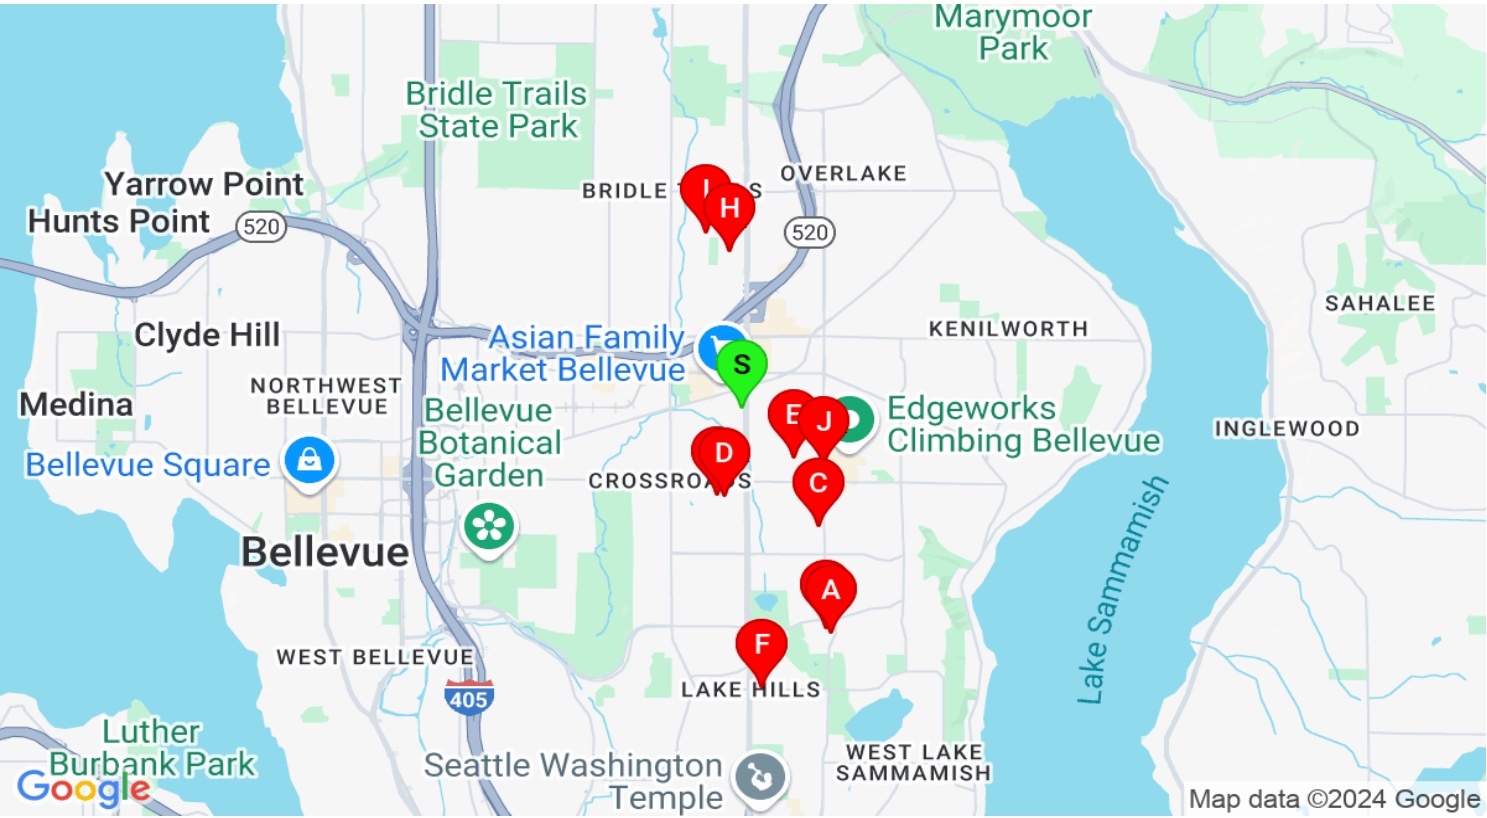 Marymoor
Park
Bridle Trails
State Park
OVERLAKE
Yarrow Point
BRIDLE
I
H
Hunts Point
520
520
SAHALEE
Clyde Hill
Asian Family
Market Bellevue
KENILWORTH
S
NORTHWEST
BELLEVUE
Medina
Bellevue
Botanical
Garden
E
J
Edgeworks
Climbing Bellevue
INGLEWOOD
Bellevue Square
D
CROSSROADS
C
Bellevue
Lake Sammamish
A
F
WEST BELLEVUE
LAKE HILLS
405
Luther
Burbank Park
Seattle Washington
Temple
WEST LAKE
SAMMAMISH
Google
Map data ©2024 Google